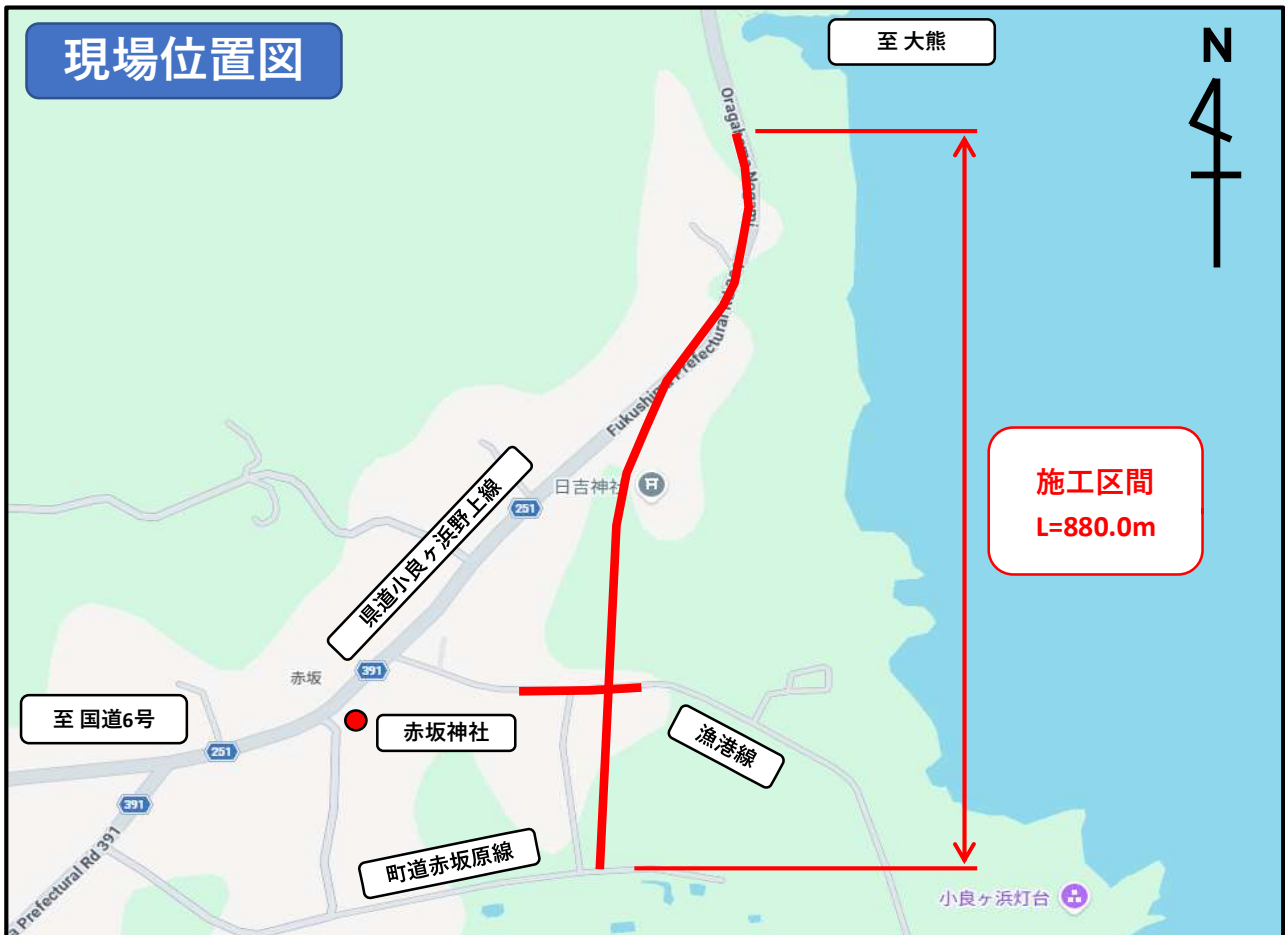 現場位置図
至 大熊
N
Oragahama Nogami
Fukushima Prefectural Rd
日吉神社
251
県道小良ヶ浜野上線
施工区間
L=880.0m
赤坂
391
至 国道6号
赤坂神社
251
漁港線
391
町道赤坂原線
Prefectural Rd 391
小良ヶ浜灯台